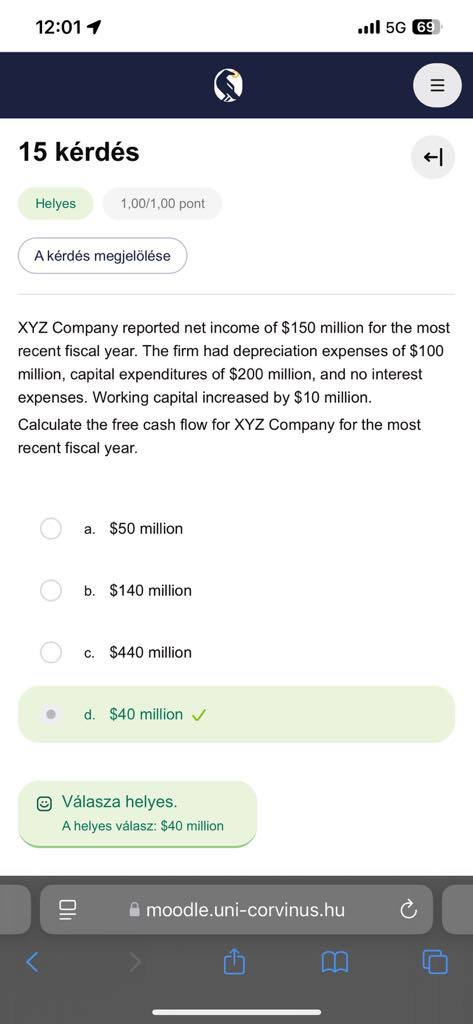 12:01
5G 69
15 kérdés
Helyes
1,00/1,00 pont
A kérdés megjelölése
XYZ Company reported net income of $150 million for the most
recent fiscal year. The firm had depreciation expenses of $100
million, capital expenditures of $200 million, and no interest
expenses. Working capital increased by $10 million.
Calculate the free cash flow for XYZ Company for the most
recent fiscal year.
a. $50 million
b. $140 million
c. $440 million
d. $40 million
Válasza helyes.
A helyes válasz: $40 million
moodle.uni-corvinus.hu